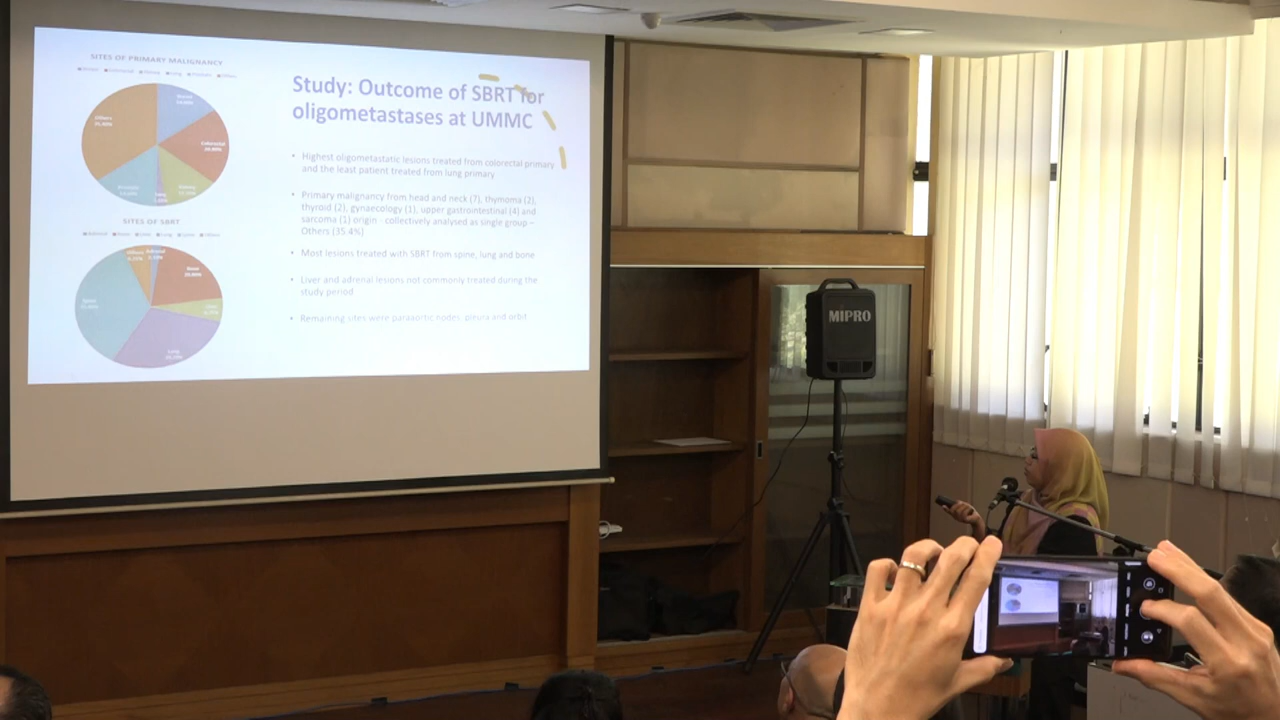 SITES OF PRIMARY MALIGNANCY
Others
Colorectal
Lung
SITES OF SBRT
Lung
Study: Outcome of SBRT for
oligometastases at UMMC
• Highest oligometastatic lesions treated from colorectal primary
and the least patient treated from lung primary
• Primary malignancy from head and neck (7), thymoma (2),
thyroid (2), gynaecology (1), upper gastrointestinal (4) and
sarcoma (1) origin - collectively analysed as single group –
Others (35.4%)
• Most lesions treated with SBRT from spine, lung and bone
• Liver and adrenal lesions not commonly treated during the
study period
• Remaining sites were paraaortic nodes, pleura and orbit
MIPRO